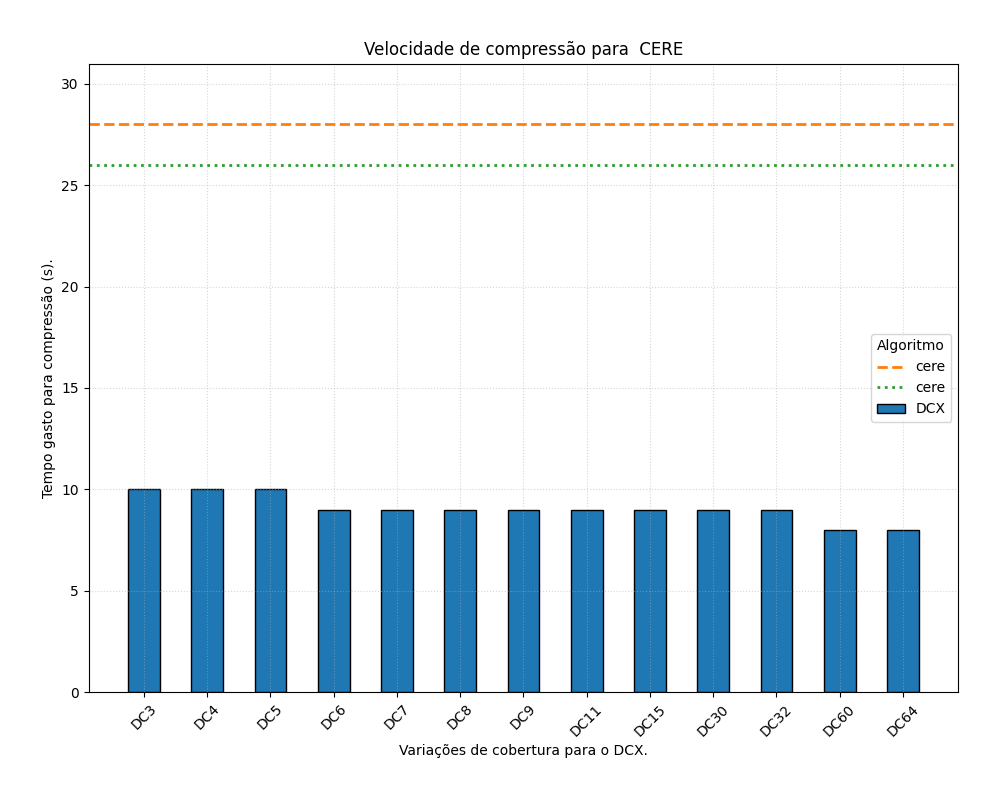 Velocidade de compressão para  CERE
Tempo gasto para compressão (s).
30
25
20
15
10
5
0
Algoritmo
cere
cere
DCX
DC3 DC4 DC5 DC6 DC7 DC8 DC9 DC11 DC15 DC30 DC32 DC60 DC64
Variações de cobertura para o DCX.